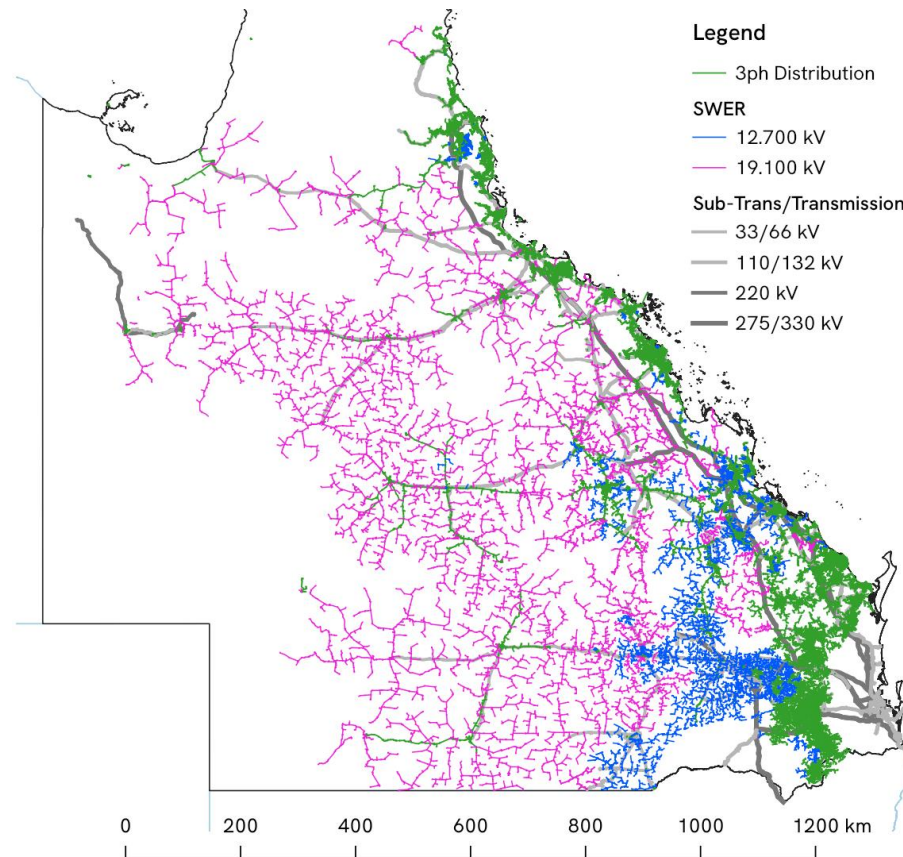 Legend
3ph Distribution
SWER
12.700 kV
19.100 kV
Sub-Trans/Transmission
33/66 kV
110/132 kV
220 kV
275/330 kV
0 200 400 600 800 1000 1200 km